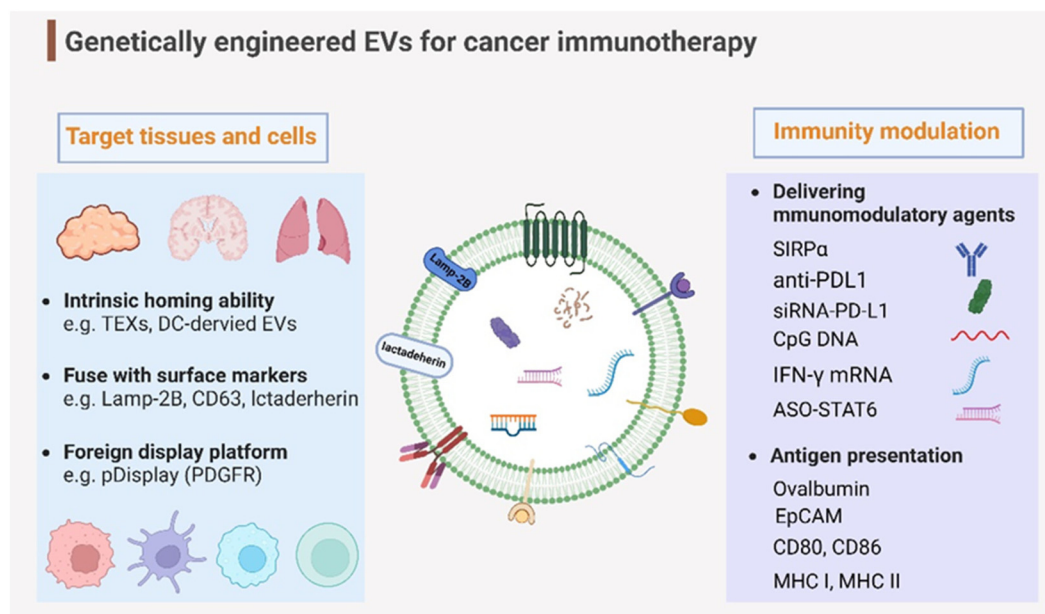 Genetically engineered EVs for cancer immunotherapy
Target tissues and cells
• Intrinsic homing ability
e.g. TEXs, DC-dervied EVs
• Fuse with surface markers
e.g. Lamp-2B, CD63, lctaderherin
• Foreign display platform
e.g. pDisplay (PDGFR)
Lamp-2B
lactadeherin
Immunity modulation
• Delivering
mmunomodulatory agents
SIRPα
anti-PDL1
siRNA-PD-L1
CpG DNA
IFN-γ mRNA
ASO-STAT6
• Antigen presentation
Ovalbumin
EpCAM
CD80, CD86
MHC I, MHC II